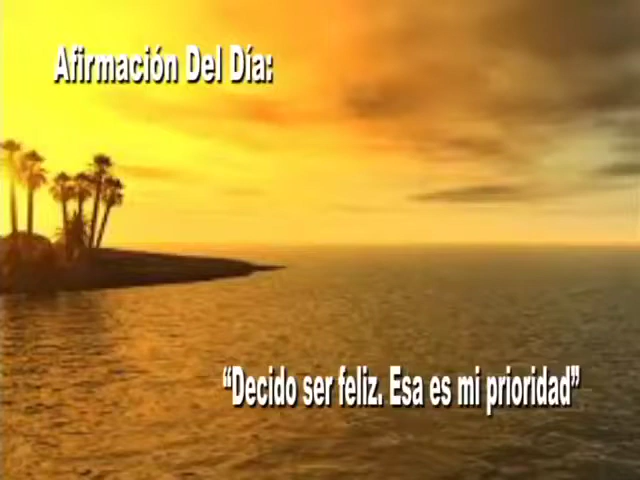 Afirmación Del Día:
“Decido ser feliz. Esa es mi prioridad”